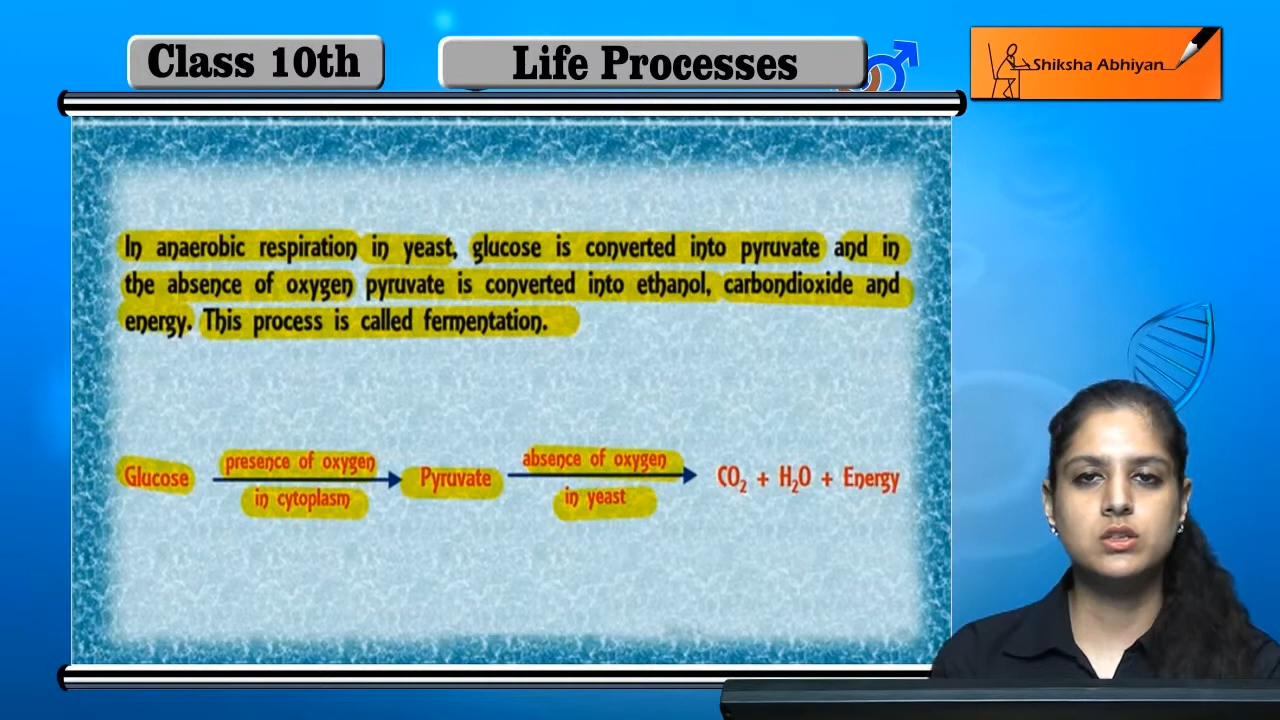 Class 10th
Life Processes
Shiksha Abhiyan
In anaerobic respiration in yeast, glucose is converted into pyruvate and in
the absence of oxygen pyruvate is converted into ethanol, carbondioxide and
energy. This process is called fermentation.
Glucose presence of oxygen Pyruvate absence of oxygen CO₂ + H₂O + Energy
in cytoplasm in yeast